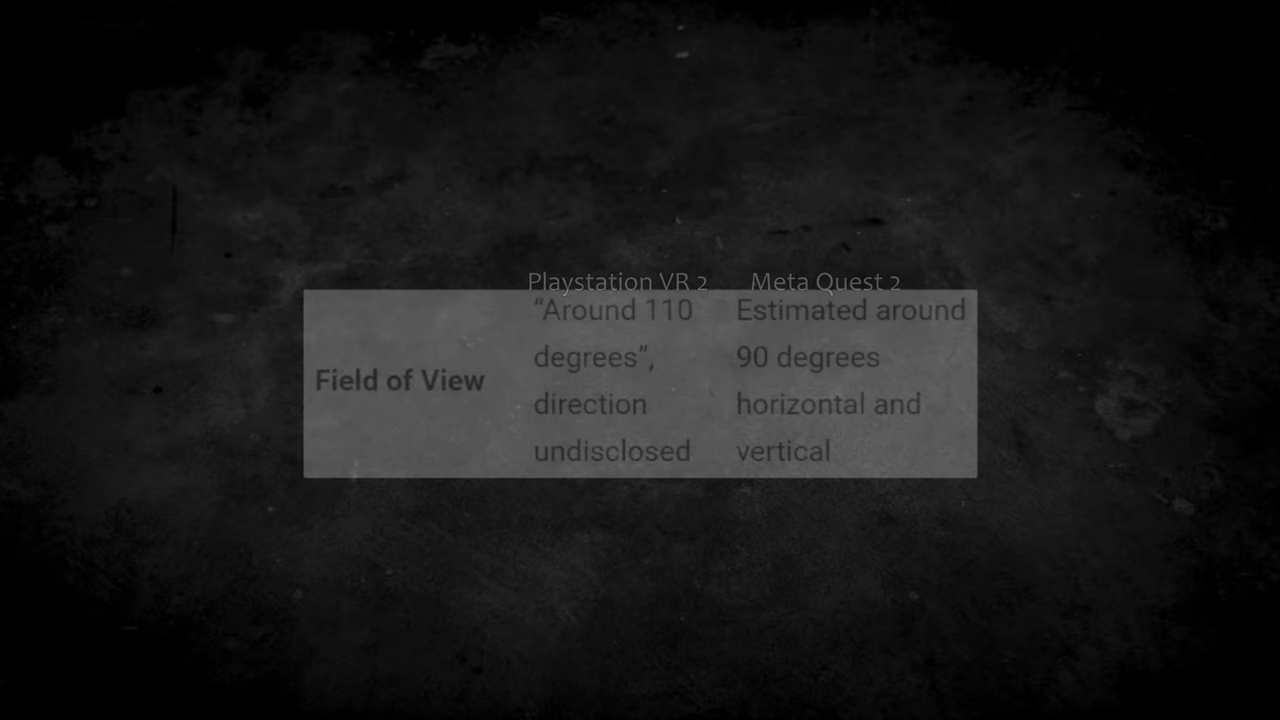 Playstation VR 2 Meta Quest 2
Field of View
“Around 110
degrees“,
direction
undisclosed
Estimated around
90 degrees
horizontal and
vertical